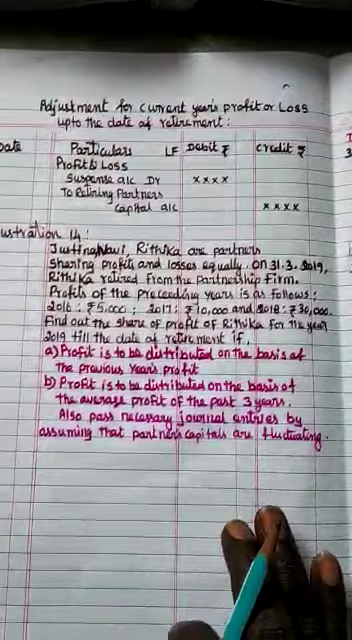 Adjustment for current year's profit or Loss
upto the date of retirement:
Date Particulars LF Debit ₹ Credit ₹
Profit & Loss
Suspense a/c Dr xxxx
To Retiring Partners
Capital a/c xxxx
ustration 14:
Justina, Navi, Rithika are partners
sharing profits and losses equally. On 31.3.2019,
Rithika retired from the partnership firm.
Profits of the preceeding years is as follows:
2016: ₹5,000; 2017: ₹10,000 and 2018: ₹30,000.
Find out the share of profit of Rithika for the year
2019 till the date of retirement if,
a) Profit is to be distributed on the basis of
the previous year's profit
b) Profit is to be distributed on the basis of
the average profit of the past 3 years.
Also pass necessary journal entries by
assuming that partners capitals are fluctuating.